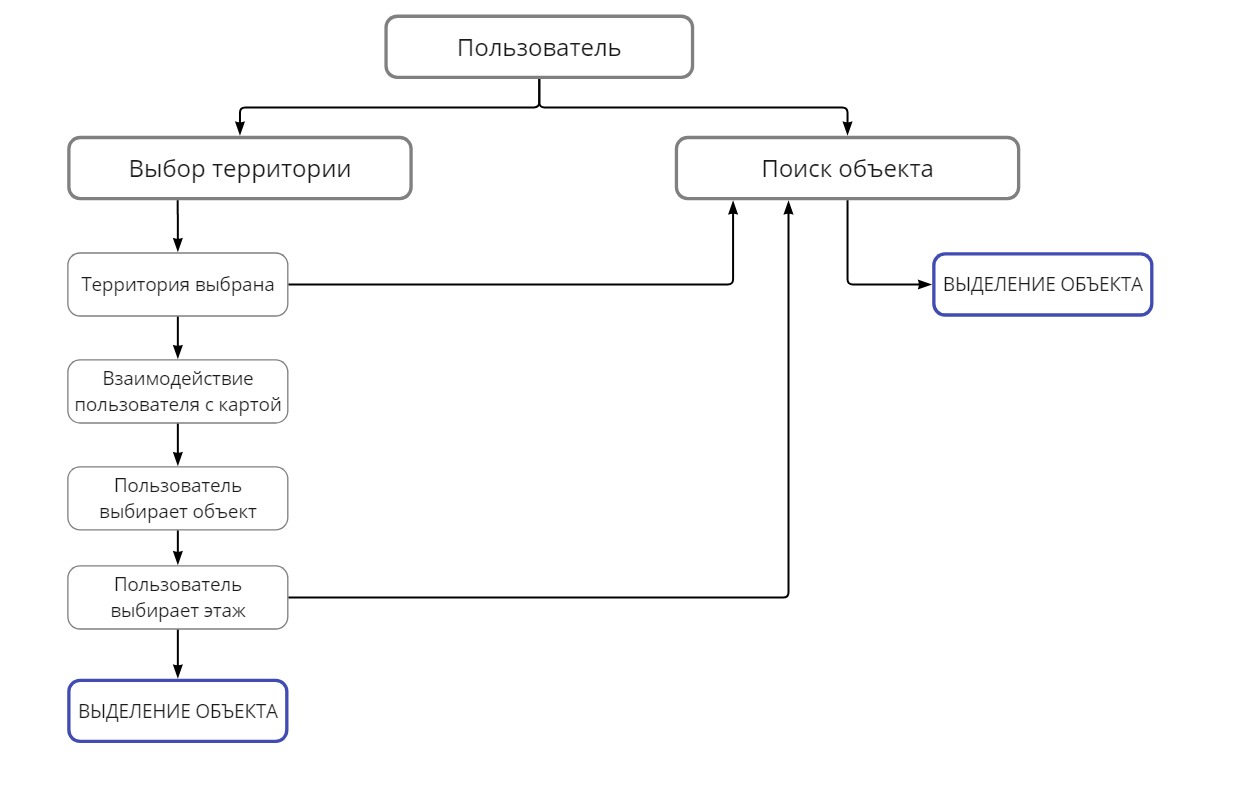 Пользователь
Выбор территории
Поиск объекта
Территория выбрана
ВЫДЕЛЕНИЕ ОБЪЕКТА
Взаимодействие
пользователя с картой
Пользователь
выбирает объект
Пользователь
выбирает этаж
ВЫДЕЛЕНИЕ ОБЪЕКТА